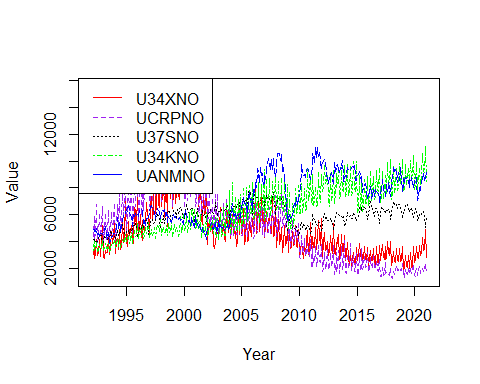 U34XNO
UCRPNO
U37SNO
U34KNO
UANMNO
Value
2000
6000
12000
1995
2000
2005
2010
2015
2020
Year